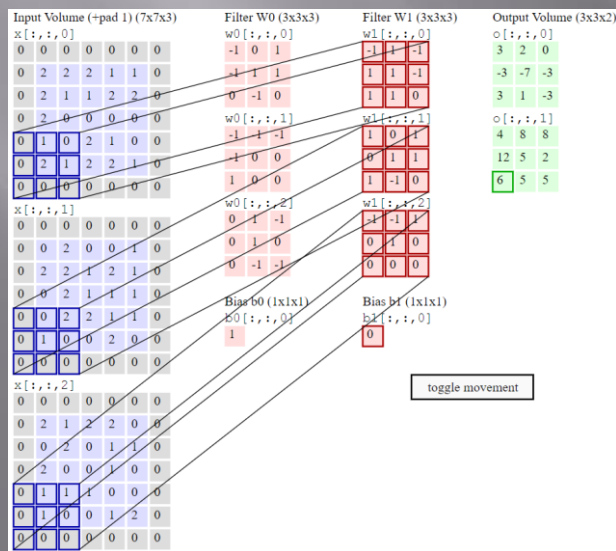 Input Volume (+pad 1) (7x7x3)
x[:,:,0]
0 0 0 0 0 0 0
0 2 2 2 1 1 0
0 2 1 1 2 2 0
0 2 0 0 0 0 0
0 1 0 2 1 0 0
0 2 1 2 2 1 0
0 0 0 0 0 0 0
x[:,:,1]
0 0 0 0 0 0 0
0 0 2 0 0 1 0
0 2 2 1 2 1 0
0 0 2 1 1 1 0
0 0 2 2 1 1 0
0 1 0 0 2 0 0
0 0 0 0 0 0 0
x[:,:,2]
0 0 0 0 0 0 0
0 2 1 2 2 0 0
0 0 2 0 1 1 0
0 2 0 0 1 0 0
0 1 1 1 0 0 0
0 1 0 0 1 2 0
0 0 0 0 0 0 0
Filter W0 (3x3x3)
w0[:,:,0]
-1 0 1
-1 1 1
0 -1 0
w0[:,:,1]
-1 -1 -1
-1 0 0
1 0 0
w0[:,:,2]
0 1 -1
0 1 0
0 -1 -1
Bias b0 (1x1x1)
b0[:,:,0]
1
Filter W1 (3x3x3)
w1[:,:,0]
-1 1 -1
1 1 -1
1 1 0
w1[:,:,1]
1 0 1
0 1 1
1 -1 0
w1[:,:,2]
-1 -1 1
0 1 0
0 0 0
Bias b1 (1x1x1)
b1[:,:,0]
0
Output Volume (3x3x2)
o[:,:,0]
3 2 0
-3 -7 -3
3 1 -3
o[:,:,1]
4 8 8
12 5 2
6 5 5
toggle movement